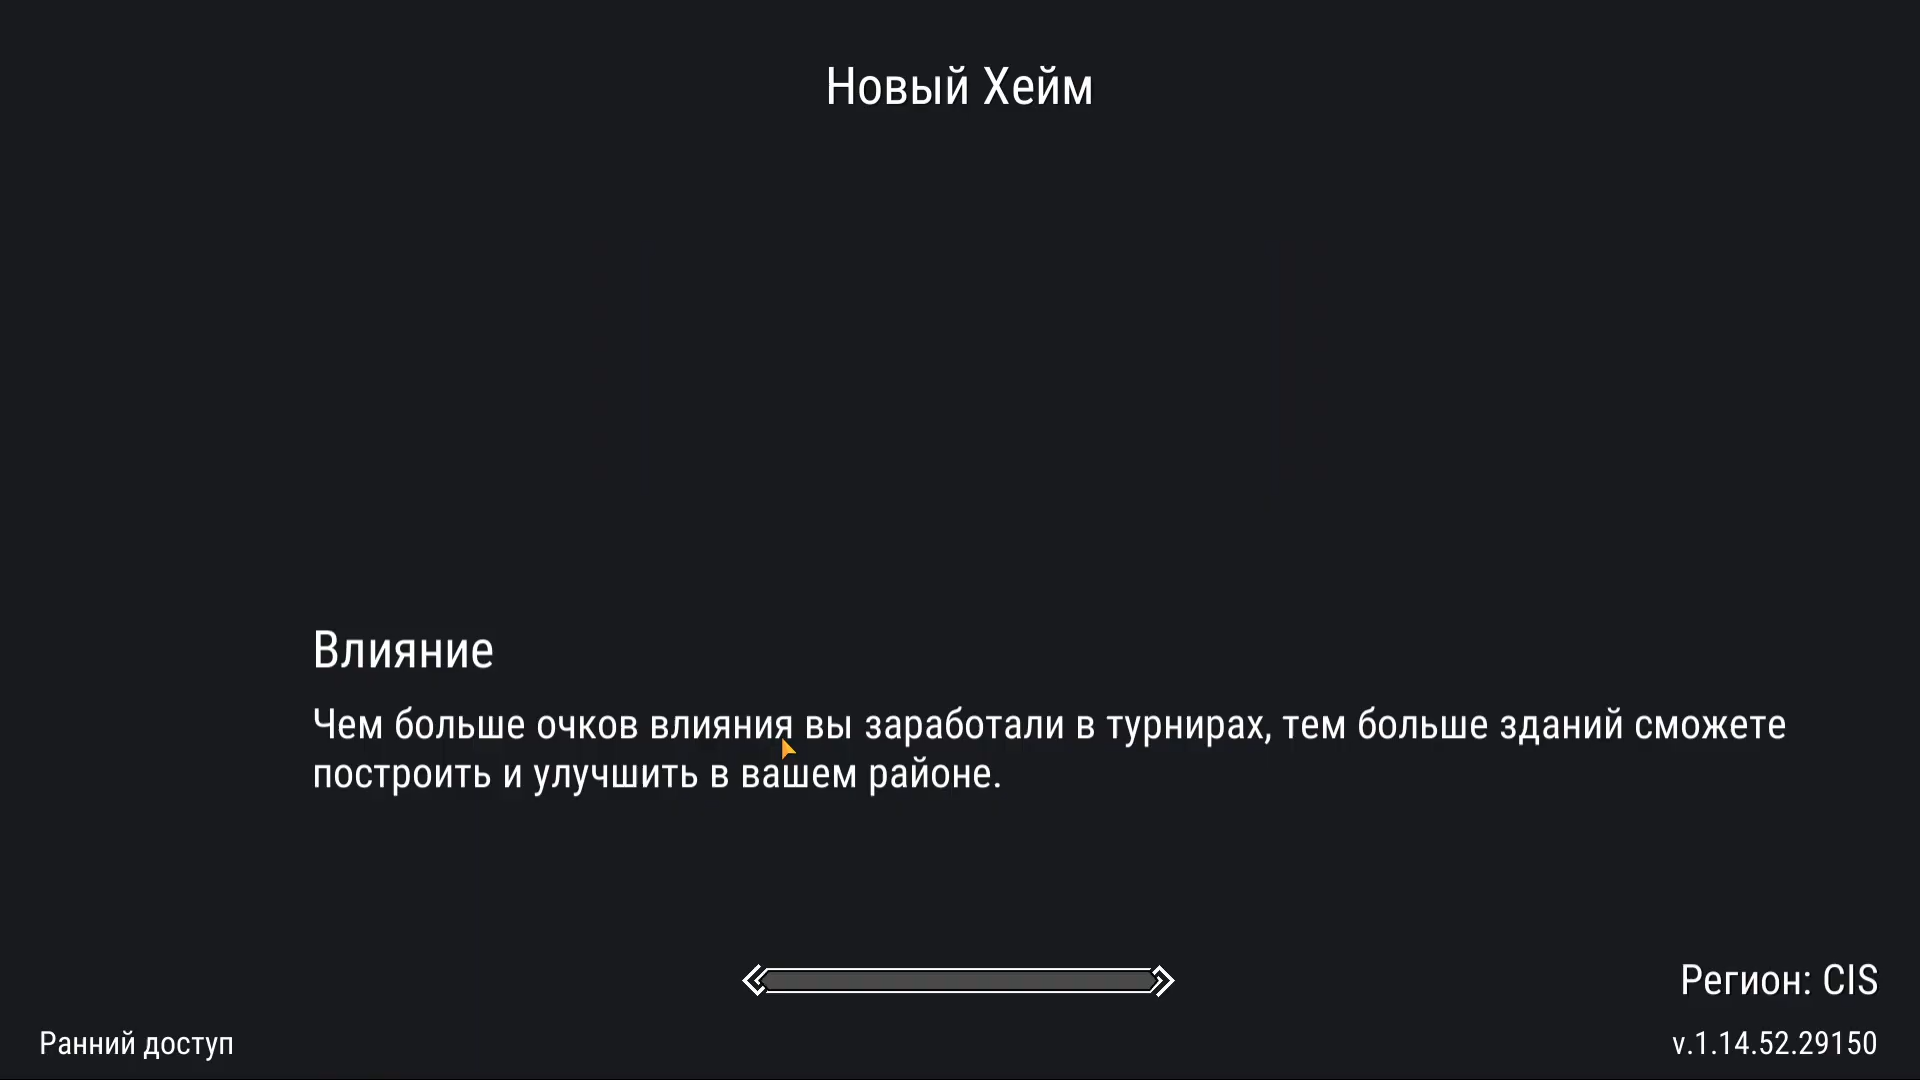 Новый Хейм
Влияние
Чем больше очков влияния вы заработали в турнирах, тем больше зданий сможете
построить и улучшить в вашем районе.
Регион: CIS
Ранний доступ
v.1.14.52.29150